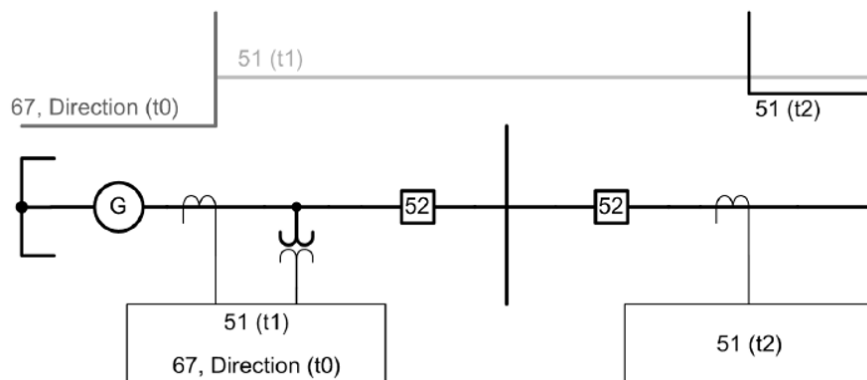 51 (t1)
67, Direction (t0)
51 (t2)
G
52
52
51 (t1)
67, Direction (t0)
51 (t2)